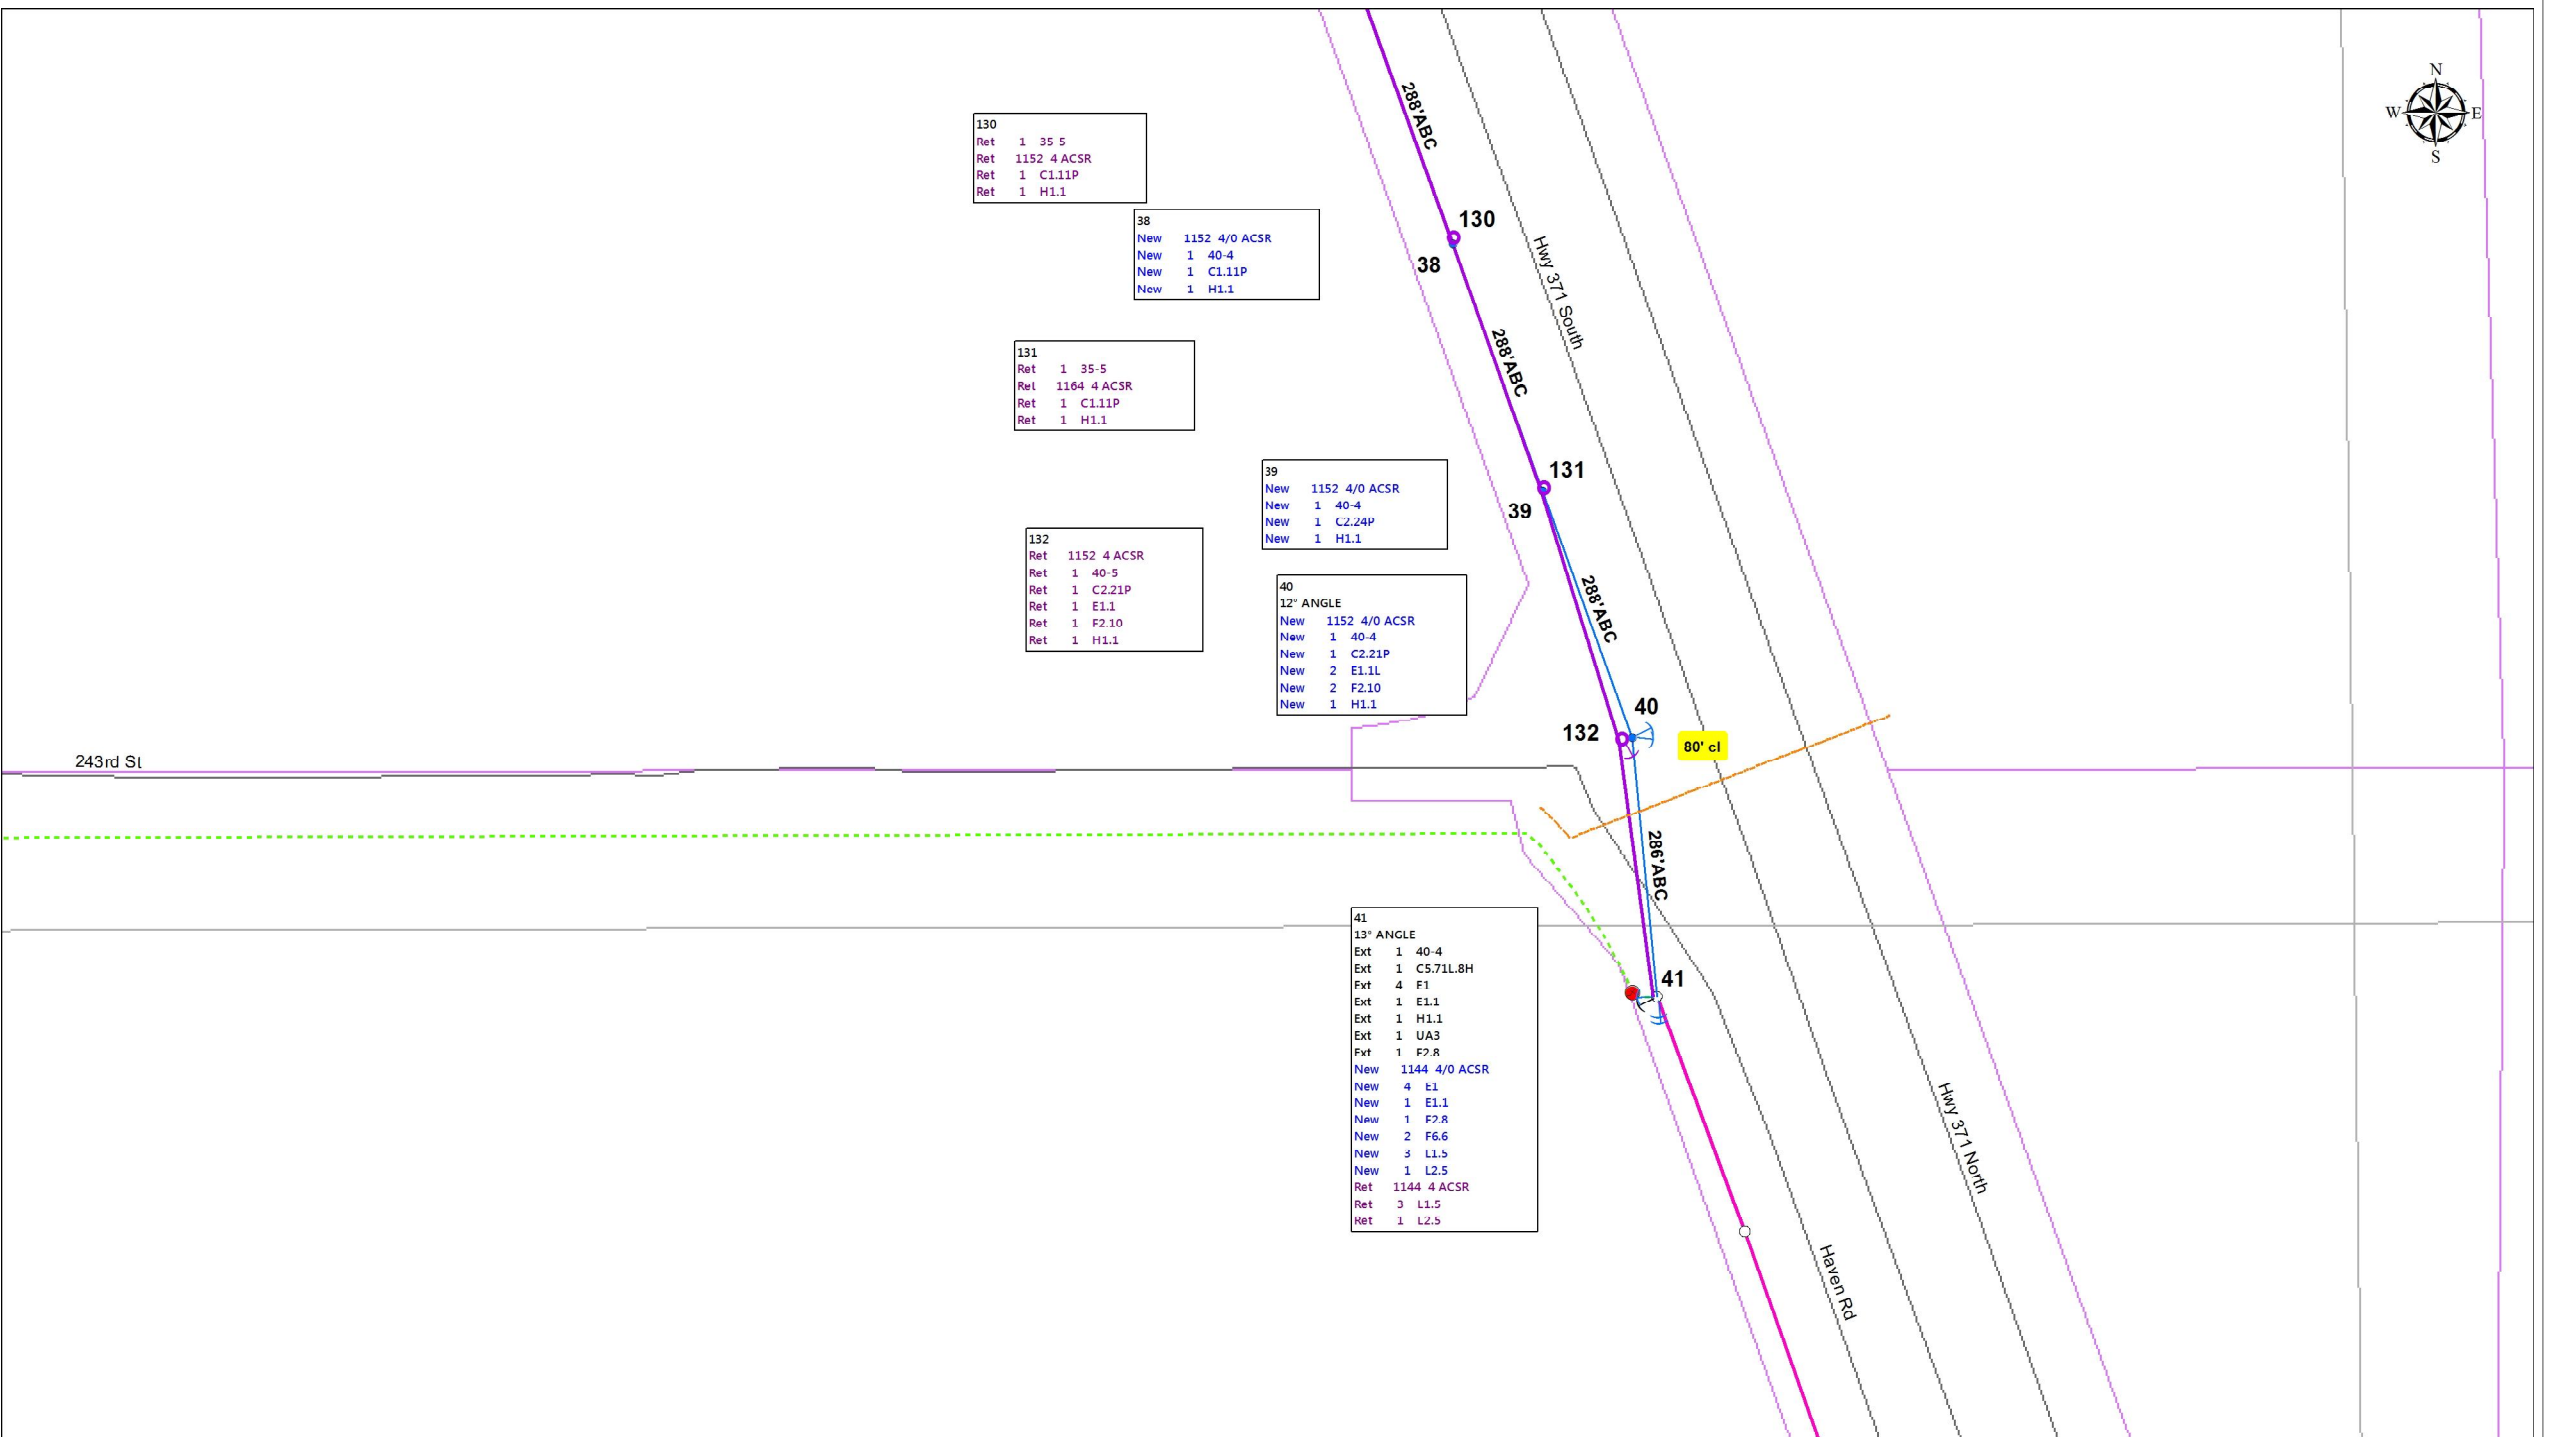 N
W E
S
288'ABC
130
Ret 1 35 5
Ret 1152 4 ACSR
Ret 1 C1.11P
Ret 1 H1.1
130
38
38
New 1152 4/0 ACSR
New 1 40-4
New 1 C1.11P
New 1 H1.1
Hwy 371 South
288'ABC
131
Ret 1 35-5
Ret 1164 4 ACSR
Ret 1 C1.11P
Ret 1 H1.1
131
39
39
New 1152 4/0 ACSR
New 1 40-4
New 1 C2.24P
New 1 H1.1
132
Ret 1152 4 ACSR
Ret 1 40-5
Ret 1 C2.21P
Ret 1 E1.1
Ret 1 F2.10
Ret 1 H1.1
40
12° ANGLE
New 1152 4/0 ACSR
New 1 40-4
New 1 C2.21P
New 2 E1.1L
New 2 F2.10
New 1 H1.1
288'ABC
40
132
80' cl
243rd St
286'ABC
41
41
13° ANGLE
Ext 1 40-4
Ext 1 C5.71L.8H
Ext 4 E1
Ext 1 E1.1
Ext 1 H1.1
Ext 1 UA3
Ext 1 F2.8
New 1144 4/0 ACSR
New 4 E1
New 1 E1.1
New 1 F2.8
New 2 F6.6
New 3 L1.5
New 1 L2.5
Ret 1144 4 ACSR
Ret 3 L1.5
Ret 1 L2.5
Hwy 371 North
Haven Rd